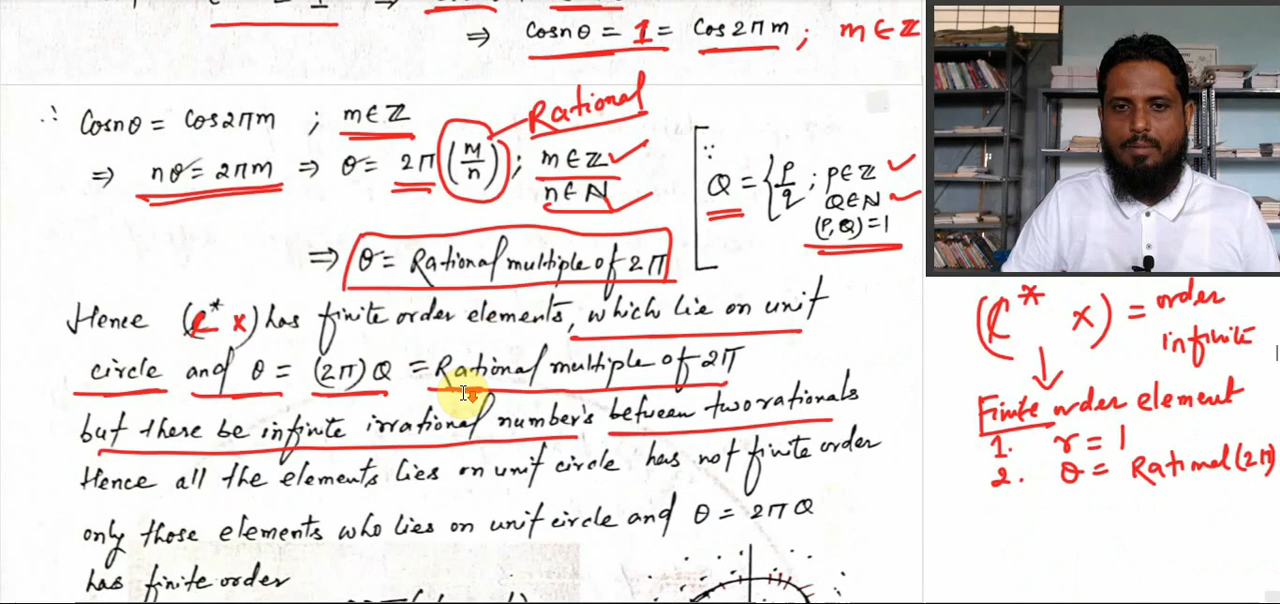 ⇒ Cosnθ = 1 = Cos2πm ; m∈ℤ
∴ Cosnθ = Cos2πm ; m∈ℤ
Rational
⇒ nθ = 2πm ⇒ θ = 2π(m/n) ; m∈ℤ
n∈N
∵ Q = {p/q ; p∈ℤ
Q∈N
(P, Q)=1
⇒ θ = Rational multiple of 2π
Hence (ℂ* ×) has finite order elements, which lie on unit
circle and θ = (2π)Q = Rational multiple of 2π
but there be infinite irrational number's between two rationals
Hence all the elements lies on unit circle has not finite order
only those elements who lies on unit circle and θ = 2πQ
has finite order
(ℂ* ×) = order
infinite
↓
Finite order element
1. r = 1
2. θ = Rational (2π)